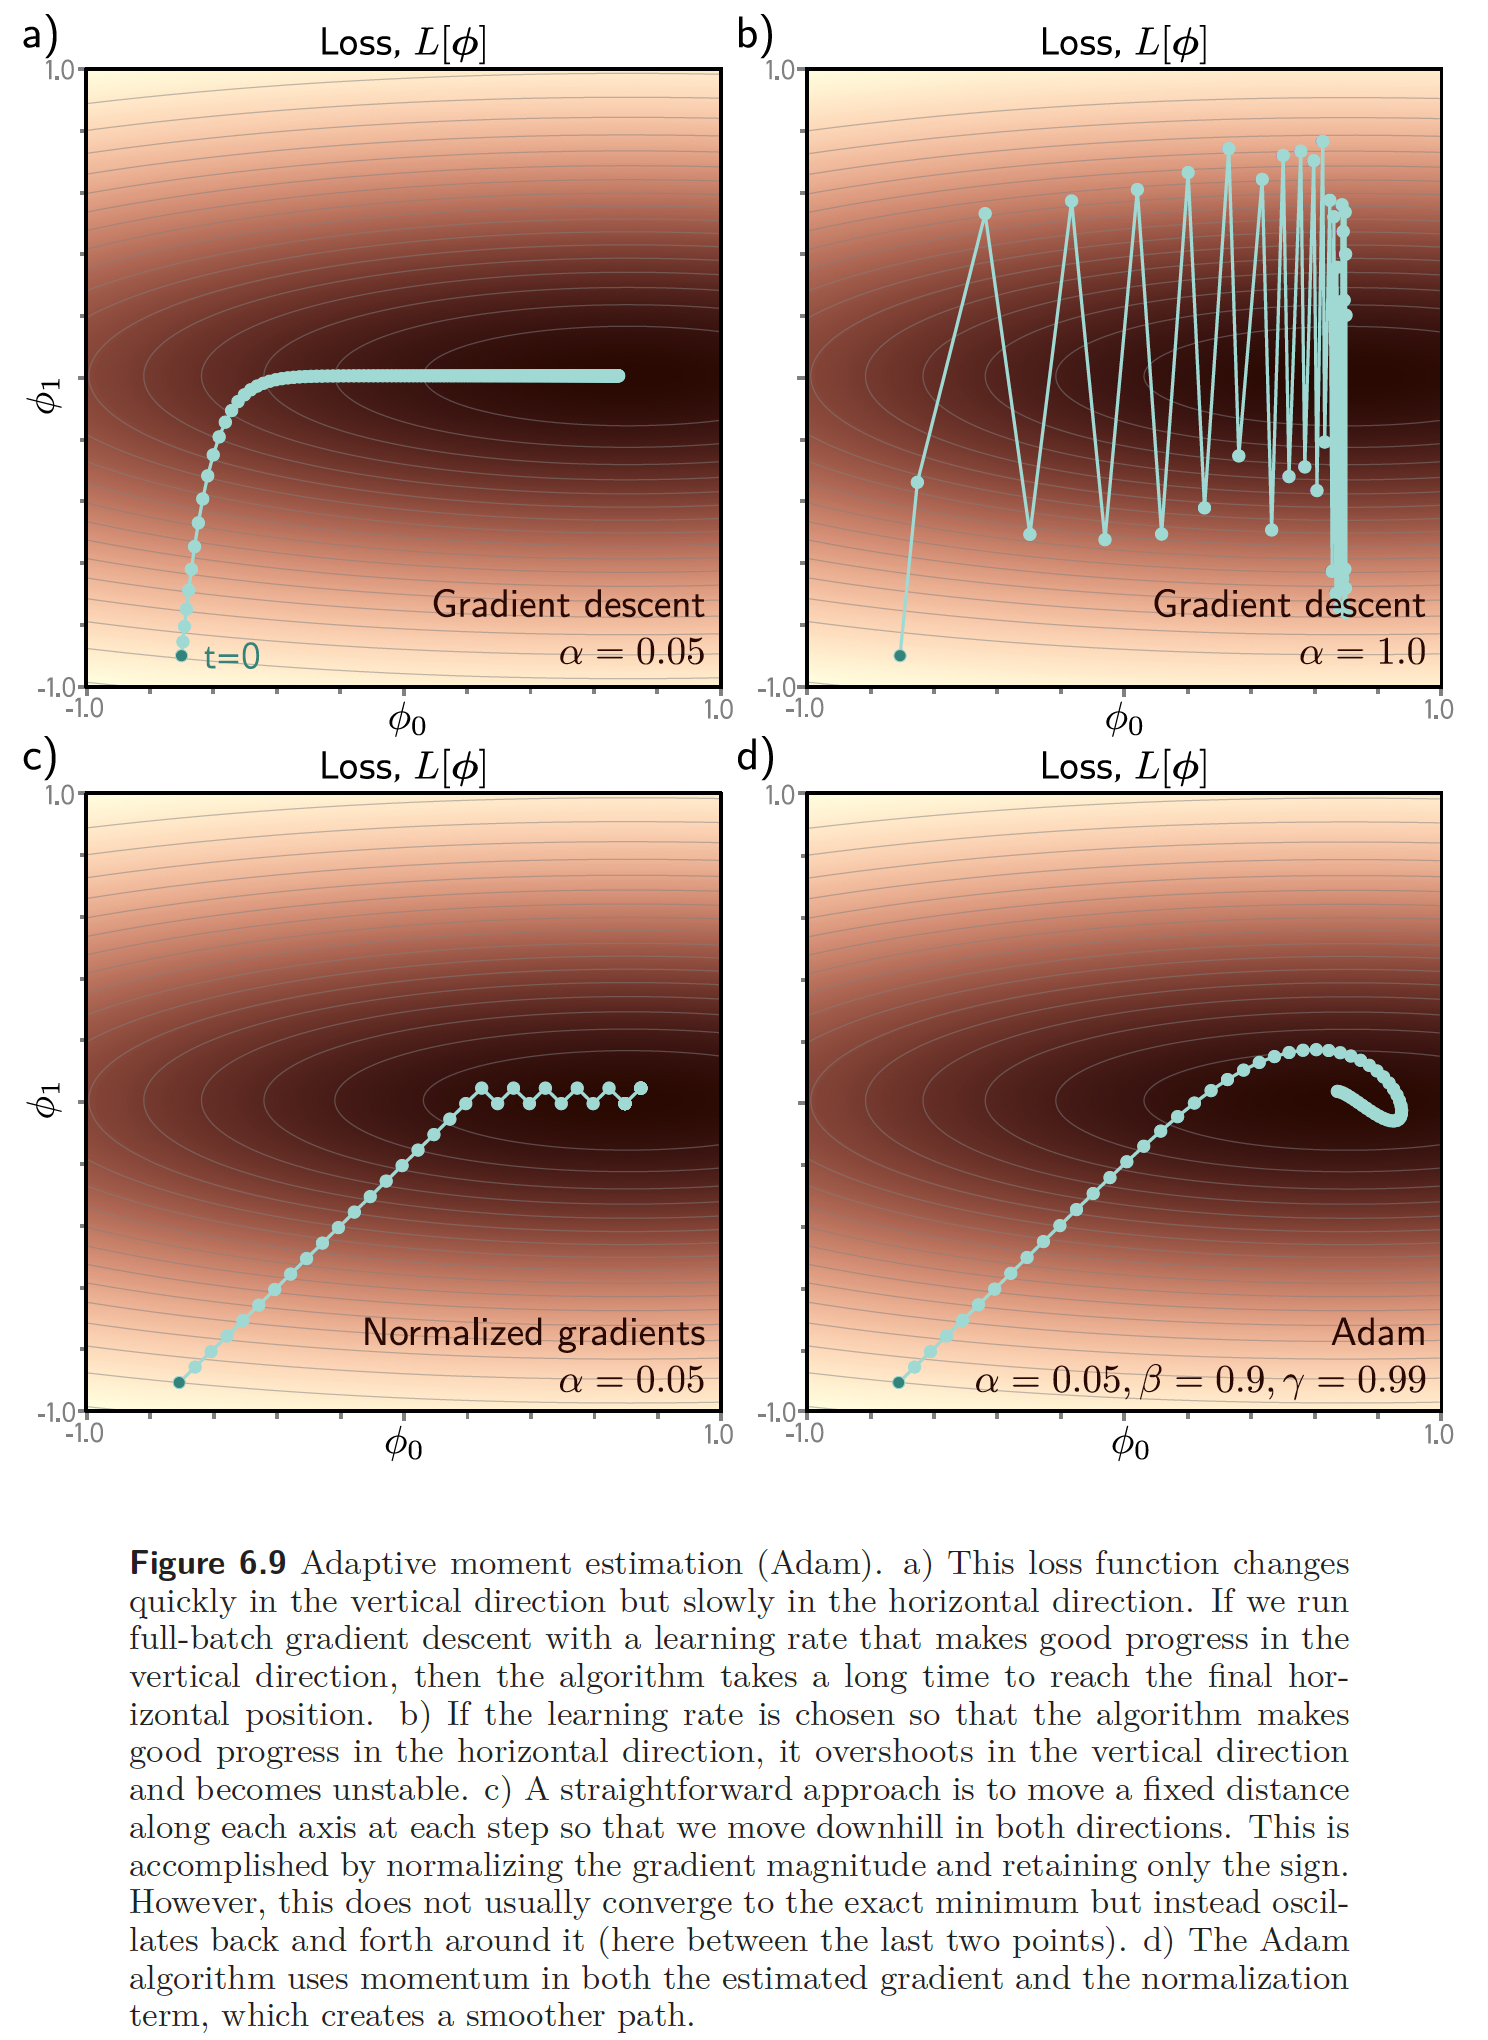 a)
Loss, L[ϕ]
1.0
ϕ₁
-1.0
-1.0
ϕ₀
1.0
t=0
Gradient descent
α = 0.05
b)
Loss, L[ϕ]
1.0
-1.0
-1.0
ϕ₀
1.0
Gradient descent
α = 1.0
c)
Loss, L[ϕ]
1.0
ϕ₁
-1.0
-1.0
ϕ₀
1.0
Normalized gradients
α = 0.05
d)
Loss, L[ϕ]
1.0
-1.0
-1.0
ϕ₀
1.0
Adam
α = 0.05, β = 0.9, γ = 0.99
Figure 6.9 Adaptive moment estimation (Adam). a) This loss function changes
quickly in the vertical direction but slowly in the horizontal direction. If we run
full-batch gradient descent with a learning rate that makes good progress in the
vertical direction, then the algorithm takes a long time to reach the final hor-
izontal position. b) If the learning rate is chosen so that the algorithm makes
good progress in the horizontal direction, it overshoots in the vertical direction
and becomes unstable. c) A straightforward approach is to move a fixed distance
along each axis at each step so that we move downhill in both directions. This is
accomplished by normalizing the gradient magnitude and retaining only the sign.
However, this does not usually converge to the exact minimum but instead oscil-
lates back and forth around it (here between the last two points). d) The Adam
algorithm uses momentum in both the estimated gradient and the normalization
term, which creates a smoother path.